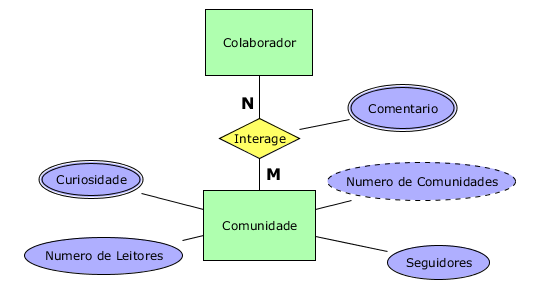 Colaborador
N
Comentario
Interage
M
Curiosidade
Numero de Comunidades
Comunidade
Numero de Leitores
Seguidores